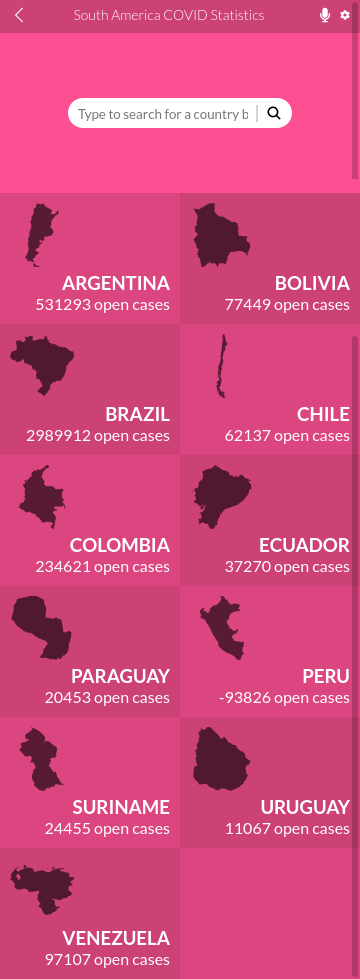 South America COVID Statistics
Type to search for a country b
ARGENTINA
531293 open cases
BOLIVIA
77449 open cases
BRAZIL
2989912 open cases
CHILE
62137 open cases
COLOMBIA
234621 open cases
ECUADOR
37270 open cases
PARAGUAY
20453 open cases
PERU
-93826 open cases
SURINAME
24455 open cases
URUGUAY
11067 open cases
VENEZUELA
97107 open cases